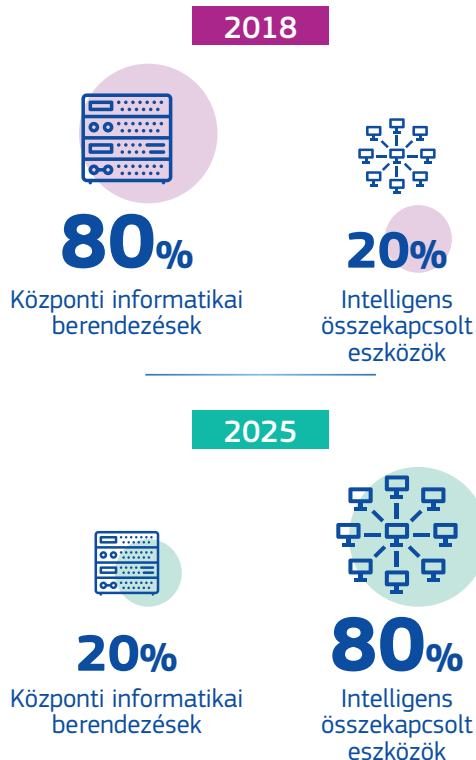 2018
80%
Központi informatikai
berendezések
20%
Intelligens
összekapcsolt
eszközök
2025
20%
Központi informatikai
berendezések
80%
Intelligens
összekapcsolt
eszközök